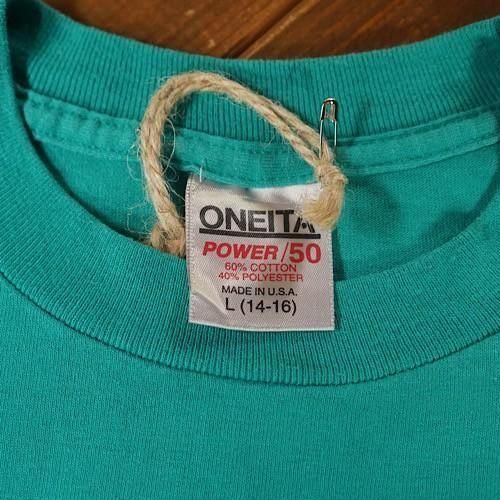 ONEITA
POWER/50
60% COTTON
40% POLYESTER
MADE IN U.S.A.
L (14-16)